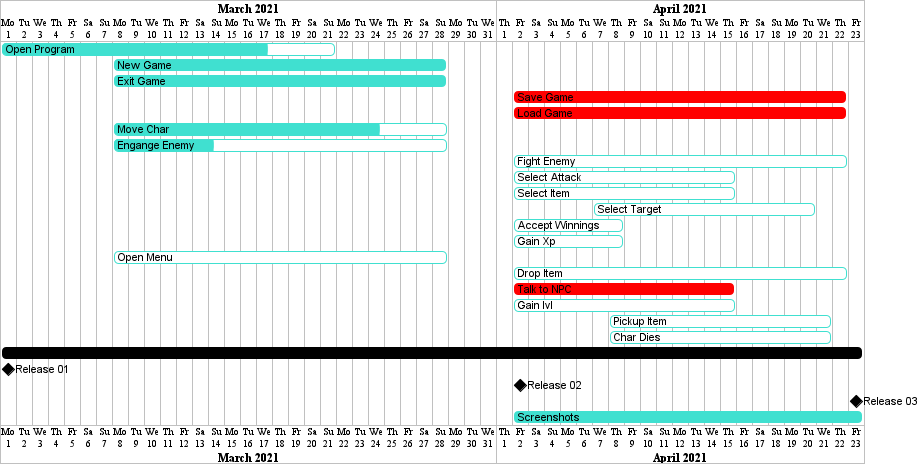 March 2021 April 2021
Mo Tu We Th Fr Sa Su Mo Tu We Th Fr Sa Su Mo Tu We Th Fr Sa Su Mo Tu We Th Fr Sa Su Mo Tu We Th Fr Sa Su Mo Tu We Th Fr Sa Su Mo Tu We Th Fr Sa Su Mo Tu We Th Fr
1 2 3 4 5 6 7 8 9 10 11 12 13 14 15 16 17 18 19 20 21 22 23 24 25 26 27 28 29 30 31 1 2 3 4 5 6 7 8 9 10 11 12 13 14 15 16 17 18 19 20 21 22 23
Open Program
New Game
Exit Game
Save Game
Load Game
Move Char
Engange Enemy
Fight Enemy
Select Attack
Select Item
Select Target
Accept Winnings
Gain Xp
Open Menu
Drop Item
Talk to NPC
Gain lvl
Pickup Item
Char Dies
Release 01
Release 02
Release 03
Screenshots
Mo Tu We Th Fr Sa Su Mo Tu We Th Fr Sa Su Mo Tu We Th Fr Sa Su Mo Tu We Th Fr Sa Su Mo Tu We Th Fr Sa Su Mo Tu We Th Fr Sa Su Mo Tu We Th Fr Sa Su Mo Tu We Th Fr
1 2 3 4 5 6 7 8 9 10 11 12 13 14 15 16 17 18 19 20 21 22 23 24 25 26 27 28 29 30 31 1 2 3 4 5 6 7 8 9 10 11 12 13 14 15 16 17 18 19 20 21 22 23
March 2021 April 2021